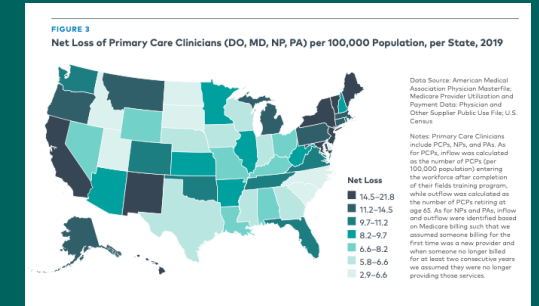 FIGURE 3
Net Loss of Primary Care Clinicians (DO, MD, NP, PA) per 100,000 Population, per State, 2019
Data Source: American Medical
Association Physician Masterfile;
Medicare Provider Utilization and
Payment Data: Physician and
Other Supplier Public Use File; U.S.
Census
Notes: Primary Care Clinicians
include PCPs, NPs, and PAs. As
for PCPs, inflow was calculated
as the number of PCPs (per
100,000 population) entering
the workforce after completion
of their fields training program,
while outflow was calculated as
the number of PCPs retiring at
age 65. As for NPs and PAs, inflow
and outflow were identified based
on Medicare billing such that we
assumed someone billing for the
first time was a new provider and
when someone no longer billed
for at least two consecutive years
we assumed they were no longer
providing those services.
Net Loss
14.5–21.8
11.2–14.5
9.7–11.2
8.2–9.7
6.6–8.2
5.8–6.6
2.9–6.6